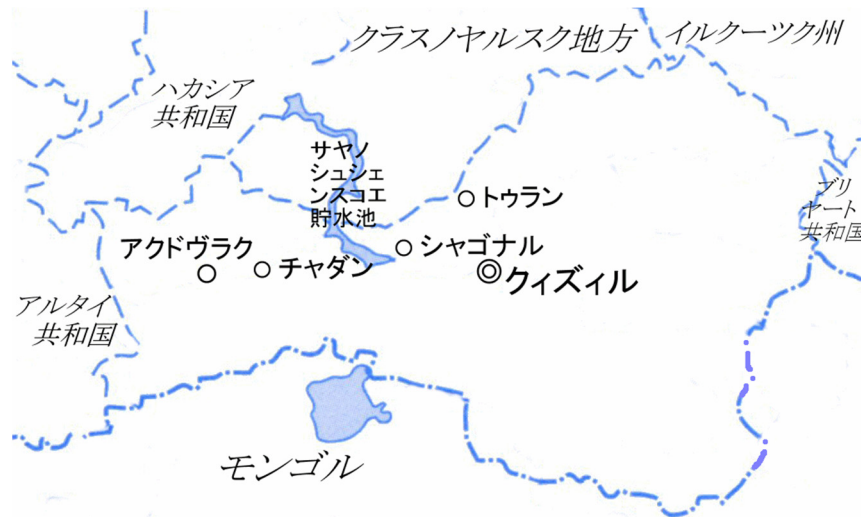 クラスノヤルスク地方
イルクーツク州
ハカシア
共和国
サヤノ
シュシェ
ンスコエ
貯水池
トゥラン
ブリ
ヤート
共和国
アクドヴラク
チャダン
シャゴナル
クィズィル
アルタイ
共和国
モンゴル